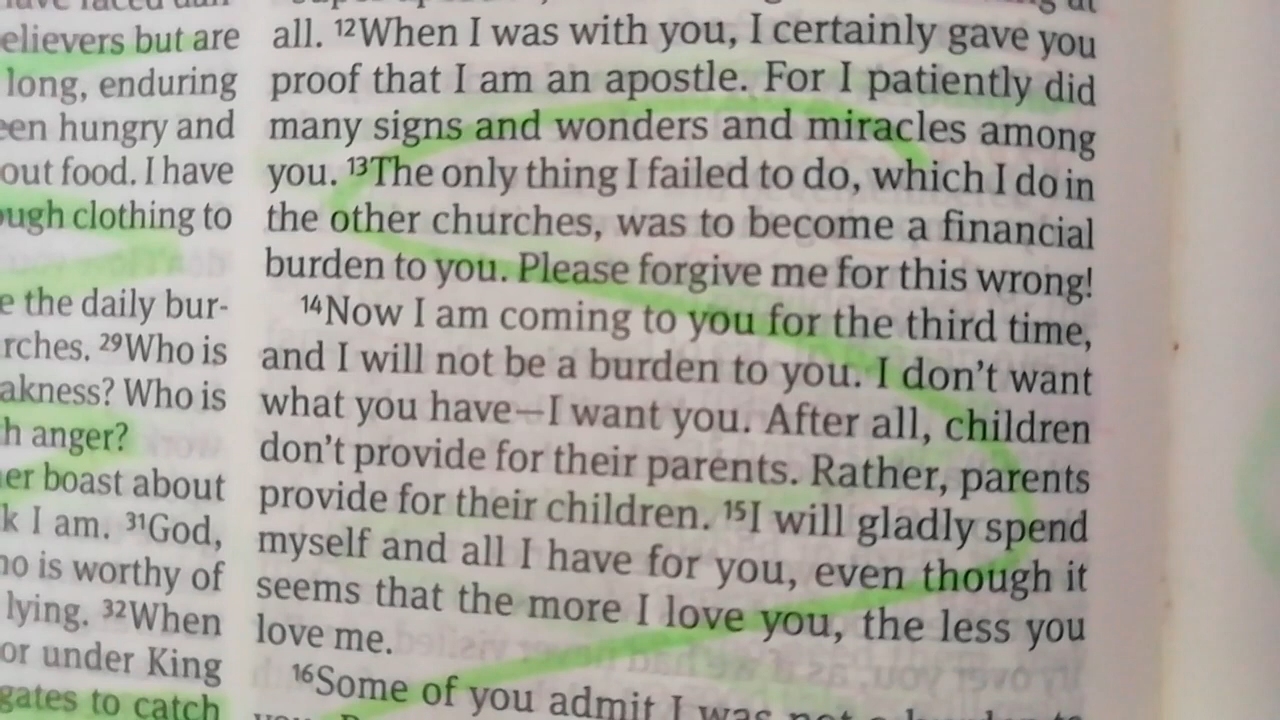 elievers but are
long, enduring
een hungry and
out food. I have
ugh clothing to
e the daily bur-
rches. ²⁹Who is
akness? Who is
h anger?
er boast about
k I am. ³¹God,
ho is worthy of
lying. ³²When
or under King
gates to catch
all. ¹²When I was with you, I certainly gave you
proof that I am an apostle. For I patiently did
many signs and wonders and miracles among
you. ¹³The only thing I failed to do, which I do in
the other churches, was to become a financial
burden to you. Please forgive me for this wrong!
¹⁴Now I am coming to you for the third time,
and I will not be a burden to you. I don't want
what you have—I want you. After all, children
don't provide for their parents. Rather, parents
provide for their children. ¹⁵I will gladly spend
myself and all I have for you, even though it
seems that the more I love you, the less you
love me.
¹⁶Some of you admit I was not a burden to